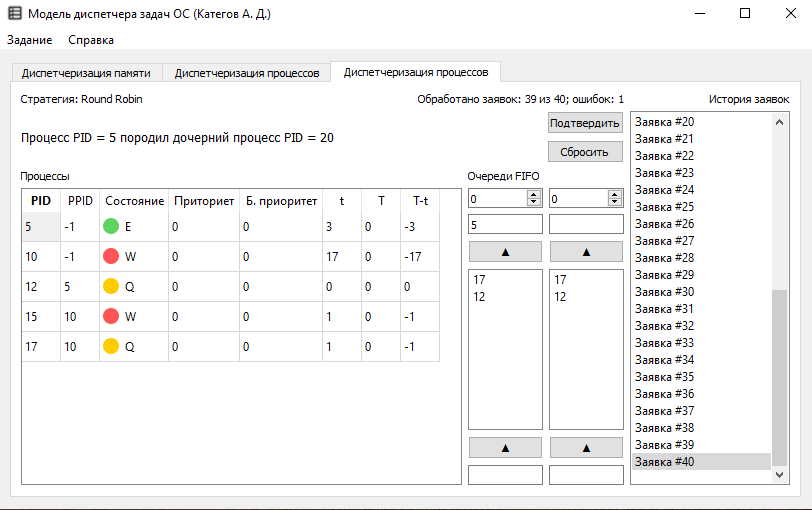 Модель диспетчера задач ОС (Категов А. Д.)
Задание Справка
Диспетчеризация памяти Диспетчеризация процессов Диспетчеризация процессов
Стратегия: Round Robin Обработано заявок: 39 из 40; ошибок: 1 История заявок
Процесс PID = 5 породил дочерний процесс PID = 20
Подтвердить
Сбросить
Процессы
PID PPID Состояние Приториет Б. приоритет t T T-t
5 -1 E 0 0 3 0 -3
10 -1 W 0 0 17 0 -17
12 5 Q 0 0 0 0 0
15 10 W 0 0 1 0 -1
17 10 Q 0 0 1 0 -1
Очереди FIFO
0 0
5
▲ ▲
17 17
12 12
▲ ▲
Заявка #20
Заявка #21
Заявка #22
Заявка #23
Заявка #24
Заявка #25
Заявка #26
Заявка #27
Заявка #28
Заявка #29
Заявка #30
Заявка #31
Заявка #32
Заявка #33
Заявка #34
Заявка #35
Заявка #36
Заявка #37
Заявка #38
Заявка #39
Заявка #40